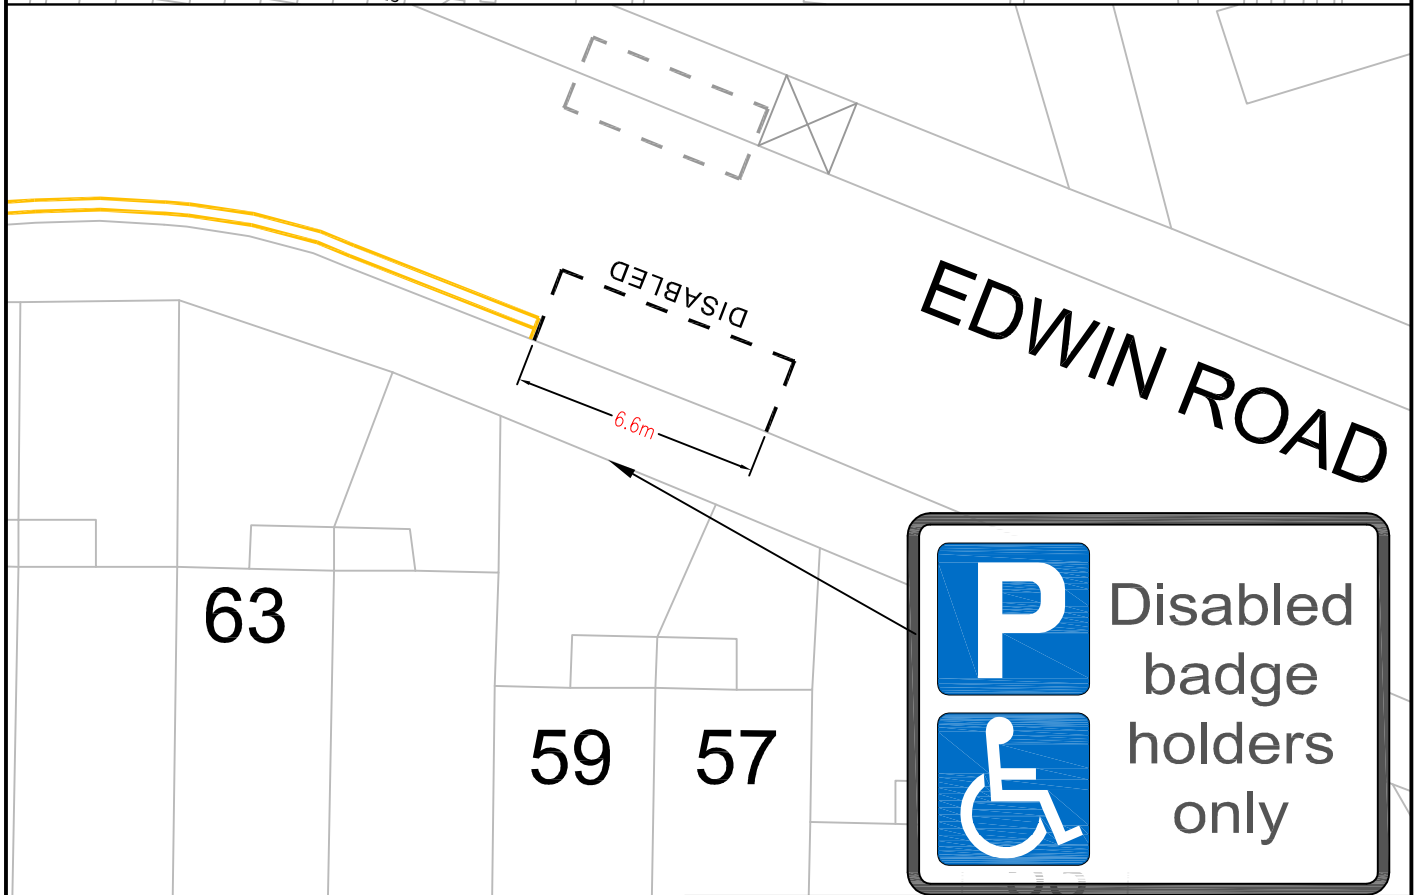 DISABLED
EDWIN ROAD
6.6m
63
59
57
P
Disabled
badge
holders
only